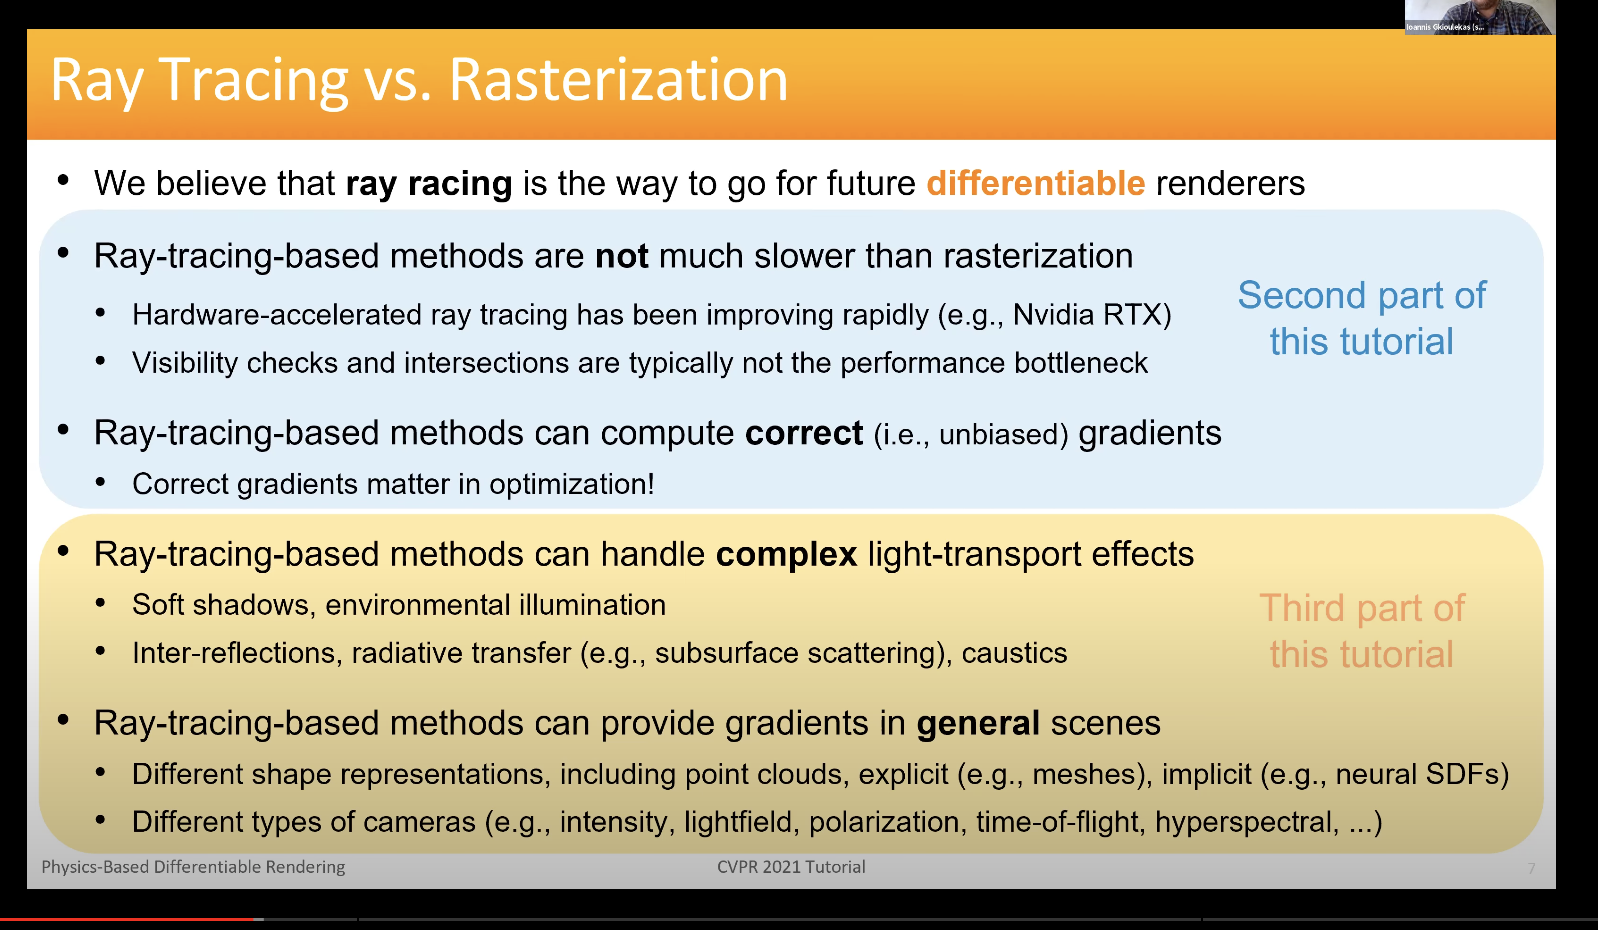 Ioannis Gkioulekas (s...
Ray Tracing vs. Rasterization
• We believe that ray racing is the way to go for future differentiable renderers
• Ray-tracing-based methods are not much slower than rasterization
• Hardware-accelerated ray tracing has been improving rapidly (e.g., Nvidia RTX)
• Visibility checks and intersections are typically not the performance bottleneck
• Ray-tracing-based methods can compute correct (i.e., unbiased) gradients
• Correct gradients matter in optimization!
Second part of
this tutorial
• Ray-tracing-based methods can handle complex light-transport effects
• Soft shadows, environmental illumination
• Inter-reflections, radiative transfer (e.g., subsurface scattering), caustics
• Ray-tracing-based methods can provide gradients in general scenes
• Different shape representations, including point clouds, explicit (e.g., meshes), implicit (e.g., neural SDFs)
• Different types of cameras (e.g., intensity, lightfield, polarization, time-of-flight, hyperspectral, ...)
Third part of
this tutorial
Physics-Based Differentiable Rendering
CVPR 2021 Tutorial
7